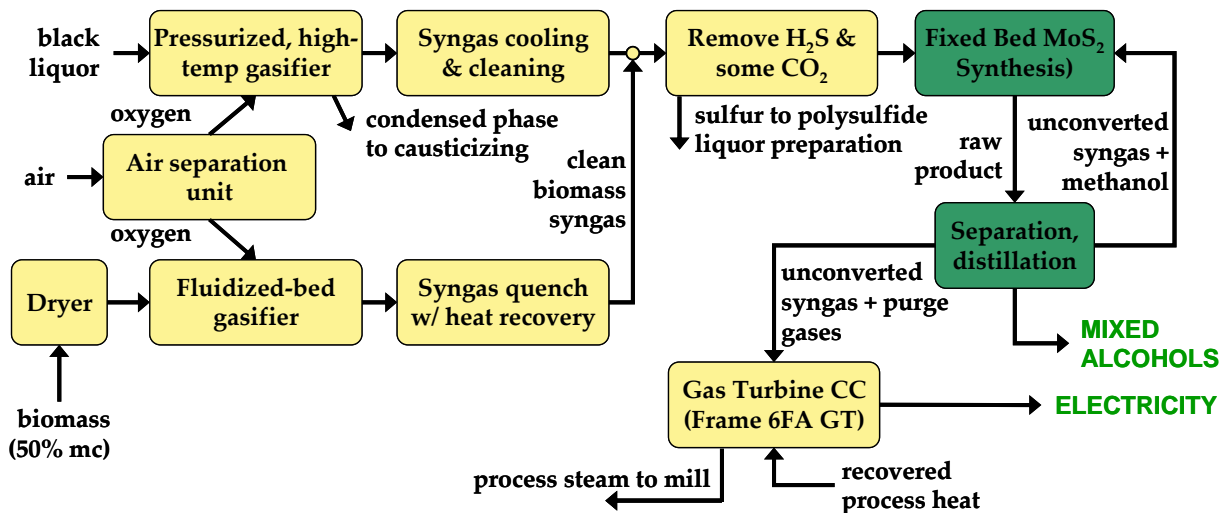 black
liquor
Pressurized, high-
temp gasifier
Syngas cooling
& cleaning
Remove H₂S &
some CO₂
Fixed Bed MoS₂
Synthesis)
oxygen
condensed phase
to causticizing
sulfur to polysulfide
liquor preparation
raw
product
unconverted
syngas +
methanol
air
Air separation
unit
clean
biomass
syngas
oxygen
Dryer
Fluidized-bed
gasifier
Syngas quench
w/ heat recovery
Separation,
distillation
unconverted
syngas + purge
gases
MIXED
ALCOHOLS
biomass
(50% mc)
Gas Turbine CC
(Frame 6FA GT)
ELECTRICITY
process steam to mill
recovered
process heat